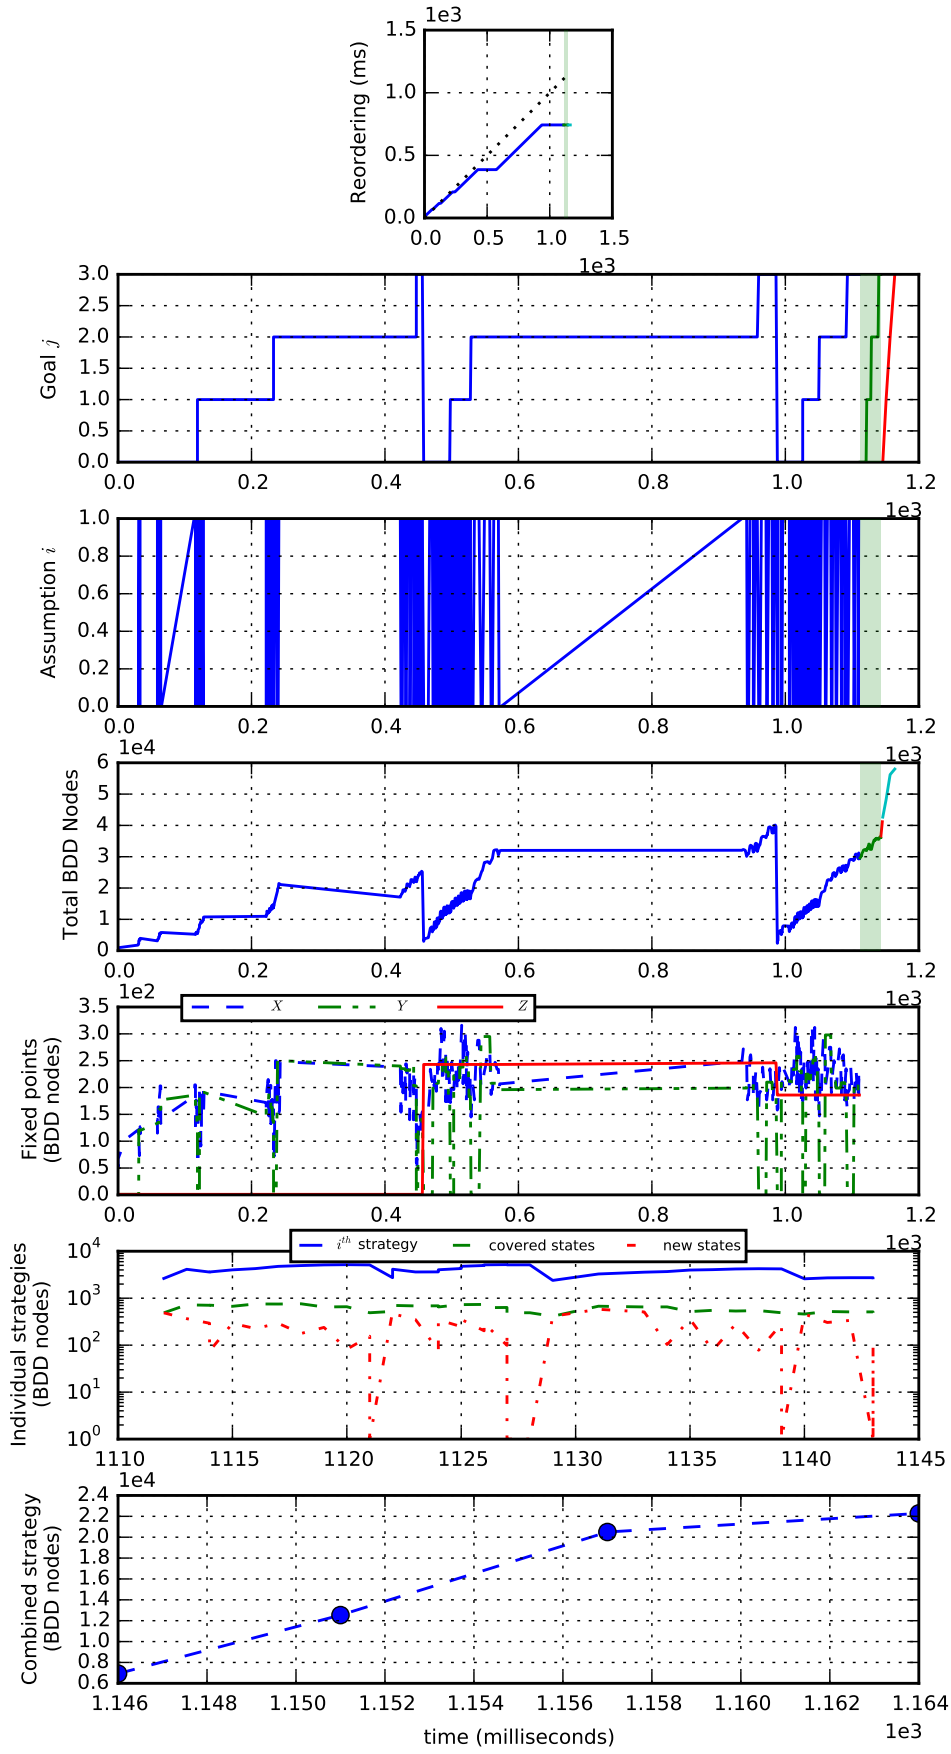 1e3
1.5
1.0
0.5
0.0
Reordering (ms)
0.0 0.5 1.0 1.5
1e3
3.0
2.5
2.0
1.5
1.0
0.5
0.0
Goal j
0.0 0.2 0.4 0.6 0.8 1.0 1.2
1e3
1.0
0.8
0.6
0.4
0.2
0.0
Assumption i
0.0 0.2 0.4 0.6 0.8 1.0 1.2
1e3
1e4
6
5
4
3
2
1
0
Total BDD Nodes
0.0 0.2 0.4 0.6 0.8 1.0 1.2
1e3
1e2
X Y Z
3.5
3.0
2.5
2.0
1.5
1.0
0.5
0.0
Fixed points
(BDD nodes)
0.0 0.2 0.4 0.6 0.8 1.0 1.2
1e3
i^th strategy covered states new states
10^4
10^3
10^2
10^1
10^0
Individual strategies
(BDD nodes)
1110 1115 1120 1125 1130 1135 1140 1145
1e4
2.4
2.2
2.0
1.8
1.6
1.4
1.2
1.0
0.8
0.6
Combined strategy
(BDD nodes)
1.146 1.148 1.150 1.152 1.154 1.156 1.158 1.160 1.162 1.164
1e3
time (milliseconds)